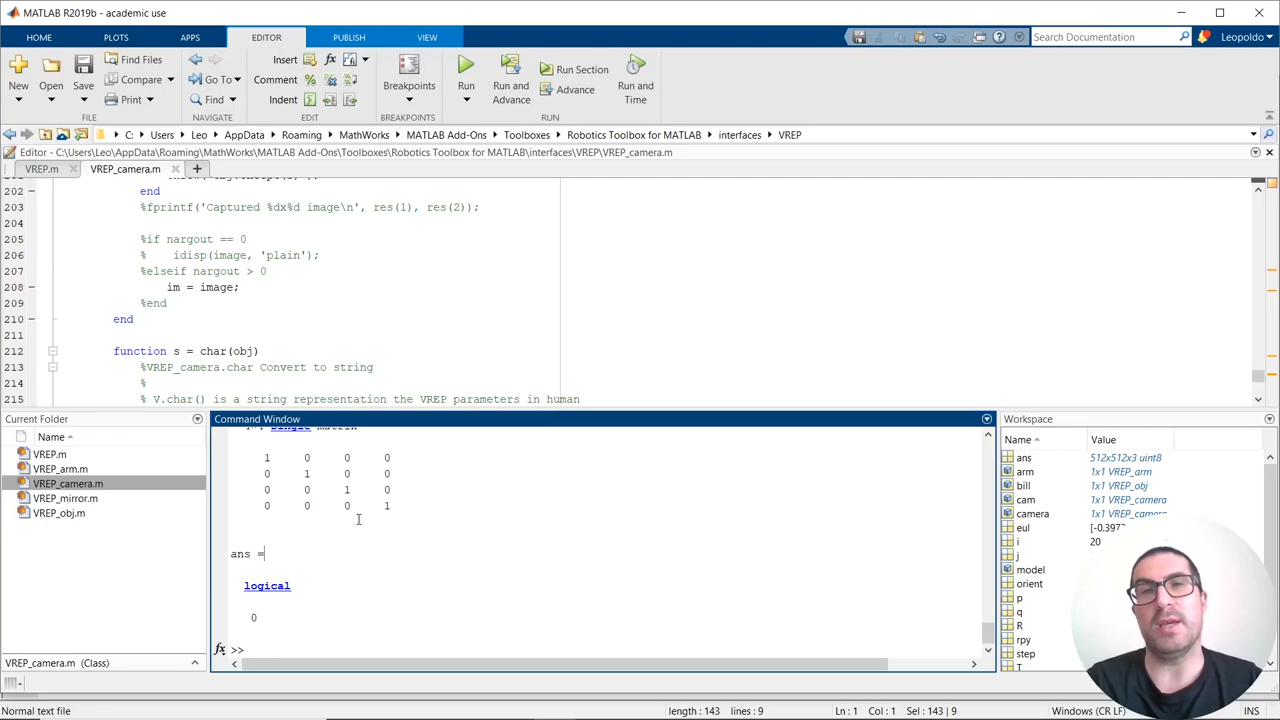 MATLAB R2019b - academic use
HOME PLOTS APPS EDITOR PUBLISH VIEW
Search Documentation
Leopoldo
New Open Save
Find Files
Compare
Print
Go To
Find
Insert
Comment
Indent
Breakpoints
Run
Run and Advance
Run Section
Advance
Run and Time
FILE NAVIGATE EDIT BREAKPOINTS RUN
C: Users Leo AppData Roaming MathWorks MATLAB Add-Ons Toolboxes Robotics Toolbox for MATLAB interfaces VREP
Editor - C:\Users\Leo\AppData\Roaming\MathWorks\MATLAB Add-Ons\Toolboxes\Robotics Toolbox for MATLAB\interfaces\VREP\VREP_camera.m
VREP.m VREP_camera.m
202 end
203 %fprintf('Captured %dx%d image\n', res(1), res(2));
204
205 %if nargout == 0
206 % idisp(image, 'plain');
207 %elseif nargout > 0
208 im = image;
209 %end
210 end
211
212 function s = char(obj)
213 %VREP_camera.char Convert to string
214 %
215 % V.char() is a string representation the VREP parameters in human
Current Folder
Name
VREP.m
VREP_arm.m
VREP_camera.m
VREP_mirror.m
VREP_obj.m
VREP_camera.m (Class)
Command Window
1 0 0 0
0 1 0 0
0 0 1 0
0 0 0 1
ans =
logical
0
fx >>
Workspace
Name Value
ans 512x512x3 uint8
arm 1x1 VREP_arm
bill 1x1 VREP_obj
cam 1x1 VREP_camera
camera 1x1 VREP_camera
eul
i 20
j
model
orient
p
q
R
rpy
step
T
Normal text file
length : 143 lines : 9
Ln : 1 Col : 1 Sel : 143 | 9
Windows (CR LF)
INS